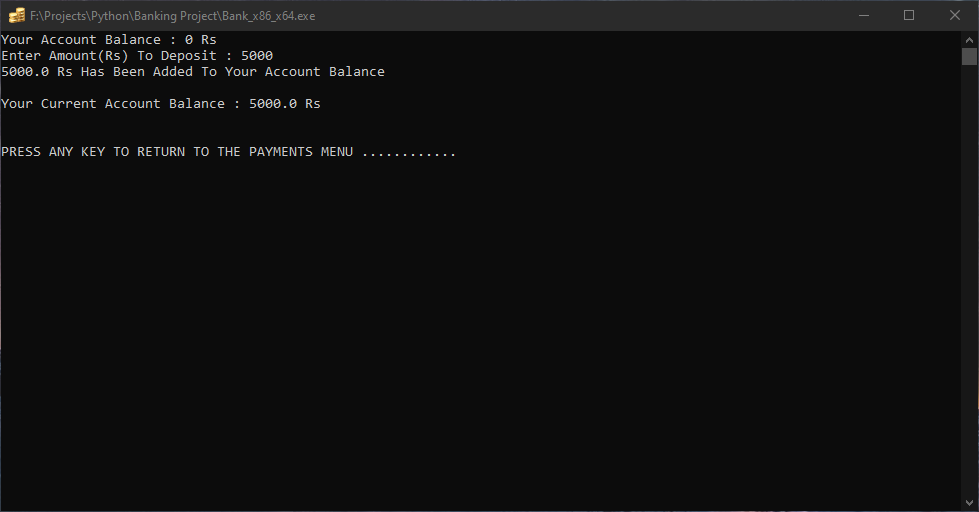 F:\Projects\Python\Banking Project\Bank_x86_x64.exe
Your Account Balance : 0 Rs
Enter Amount(Rs) To Deposit : 5000
5000.0 Rs Has Been Added To Your Account Balance
Your Current Account Balance : 5000.0 Rs
PRESS ANY KEY TO RETURN TO THE PAYMENTS MENU ............